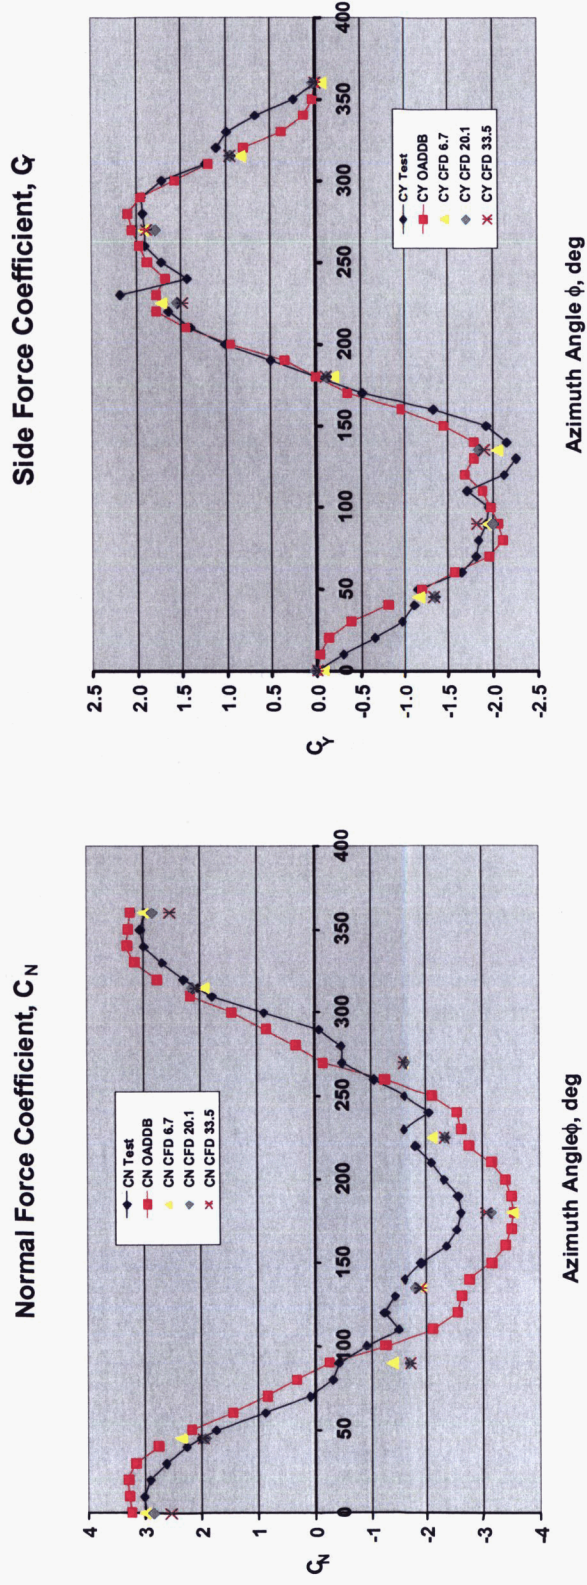 Normal Force Coefficient, C N
4
3
2
1
0
-1
-2
-3
-4
C N
0
50
100
150
200
250
300
350
400
CN Test
CN OADDB
CN CFD 6.7
CN CFD 20.1
CN CFD 33.5
Azimuth Angleϕ, deg
Side Force Coefficient, Cᵧ
2.5
2.0
1.5
1.0
0.5
0.0
-0.5
-1.0
-1.5
-2.0
-2.5
C Y
0
50
100
150
200
250
300
350
400
CY Test
CY OADDB
CY CFD 6.7
CY CFD 20.1
CY CFD 33.5
Azimuth Angle ϕ, deg